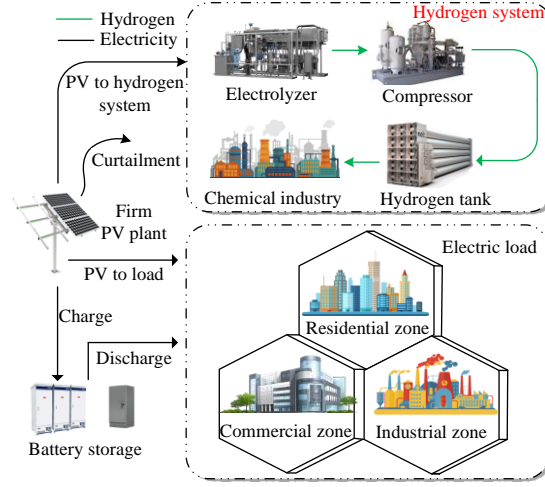 Hydrogen
Electricity
Hydrogen system
PV to hydrogen
system
Electrolyzer
Compressor
Curtailment
Chemical industry
Hydrogen tank
Firm
PV plant
Electric load
PV to load
Residential zone
Charge
Discharge
Commercial zone
Industrial zone
Battery storage